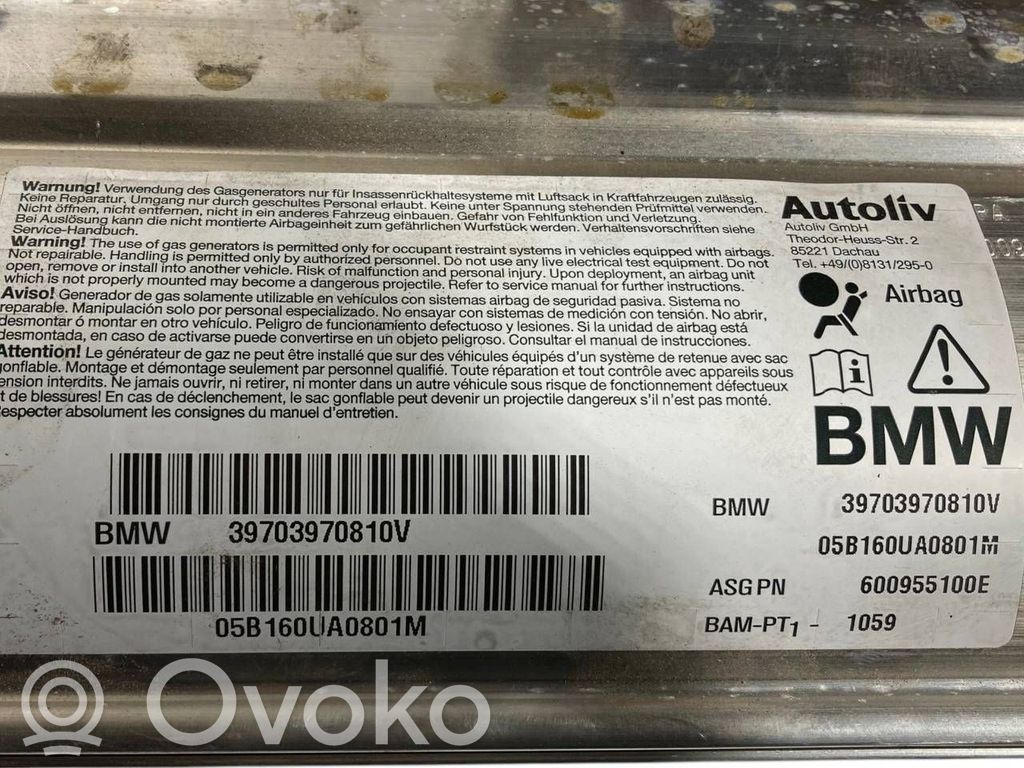 Warnung! Verwendung des Gasgenerators nur für Insassenrückhaltesysteme mit Luftsack in Kraftfahrzeugen zulässig.
Keine Reparatur. Umgang nur durch geschultes Personal erlaubt. Keine unter Spannung stehenden Prüfmittel verwenden.
Nicht öffnen, nicht entfernen, nicht in ein anderes Fahrzeug einbauen. Gefahr von Fehlfunktion und Verletzung.
Bei Auslösung kann die nicht montierte Airbageinheit zum gefährlichen Wurfstück werden. Verhaltensvorschriften siehe
Service-Handbuch.
Warning! The use of gas generators is permitted only for occupant restraint systems in vehicles equipped with airbags.
Not repairable. Handling is permitted only by authorized personnel. Do not use any live electrical test equipment. Do not
open, remove or install into another vehicle. Risk of malfunction and personal injury. Upon deployment, an airbag unit
which is not properly mounted may become a dangerous projectile. Refer to service manual for further instructions.
Aviso! Generador de gas solamente utilizable en vehículos con sistemas airbag de seguridad pasiva. Sistema no
reparable. Manipulación solo por personal especializado. No ensayar con sistemas de medición con tensión. No abrir,
desmontar ó montar en otro vehículo. Peligro de funcionamiento defectuoso y lesiones. Si la unidad de airbag está
desmontada, en caso de activarse puede convertirse en un objeto peligroso. Consultar el manual de instrucciones.
Attention! Le générateur de gaz ne peut être installé que sur des véhicules équipés d'un système de retenue avec sac
gonflable. Montage et démontage seulement par personnel qualifié. Toute réparation et tout contrôle avec appareils sous
tension interdits. Ne jamais ouvrir, ni retirer, ni monter dans un autre véhicule sous risque de fonctionnement défectueux
et de blessures! En cas de déclenchement, le sac gonflable peut devenir un projectile dangereux s'il n'est pas monté.
Respecter absolument les consignes du manuel d'entretien.
Autoliv
Autoliv GmbH
Theodor-Heuss-Str. 2
85221 Dachau
Tel. +49/(0)8131/295-0
Airbag
BMW
BMW 39703970810V
05B160UA0801M
BMW 39703970810V
05B160UA0801M
ASG PN 600955100E
BAM-PT1 - 1059
Ovoko